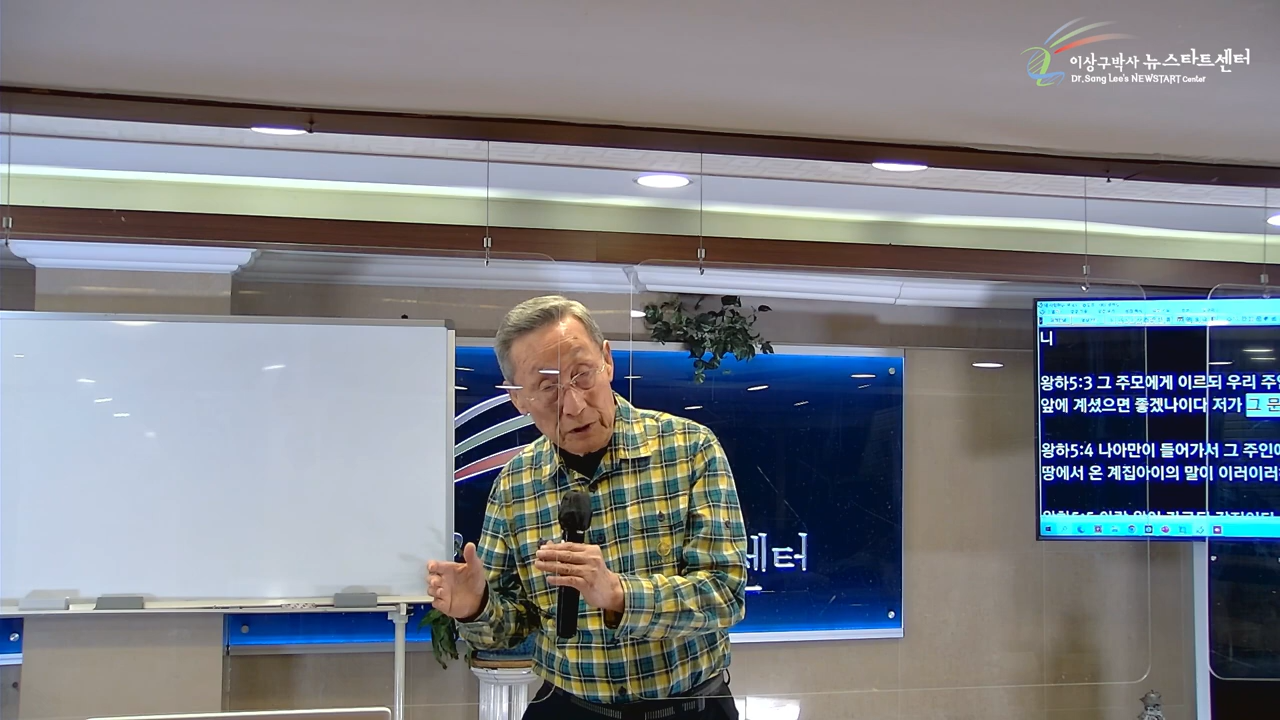 이상구박사 뉴스타트센터
Dr. Sang Lee's NEWSTART Center
니
왕하5:3 그 주모에게 이르되 우리 주인
앞에 계셨으면 좋겠나이다 저가 그 문
왕하5:4 나아만이 들어가서 그 주인에
땅에서 온 계집아이의 말이 이러이러
센터